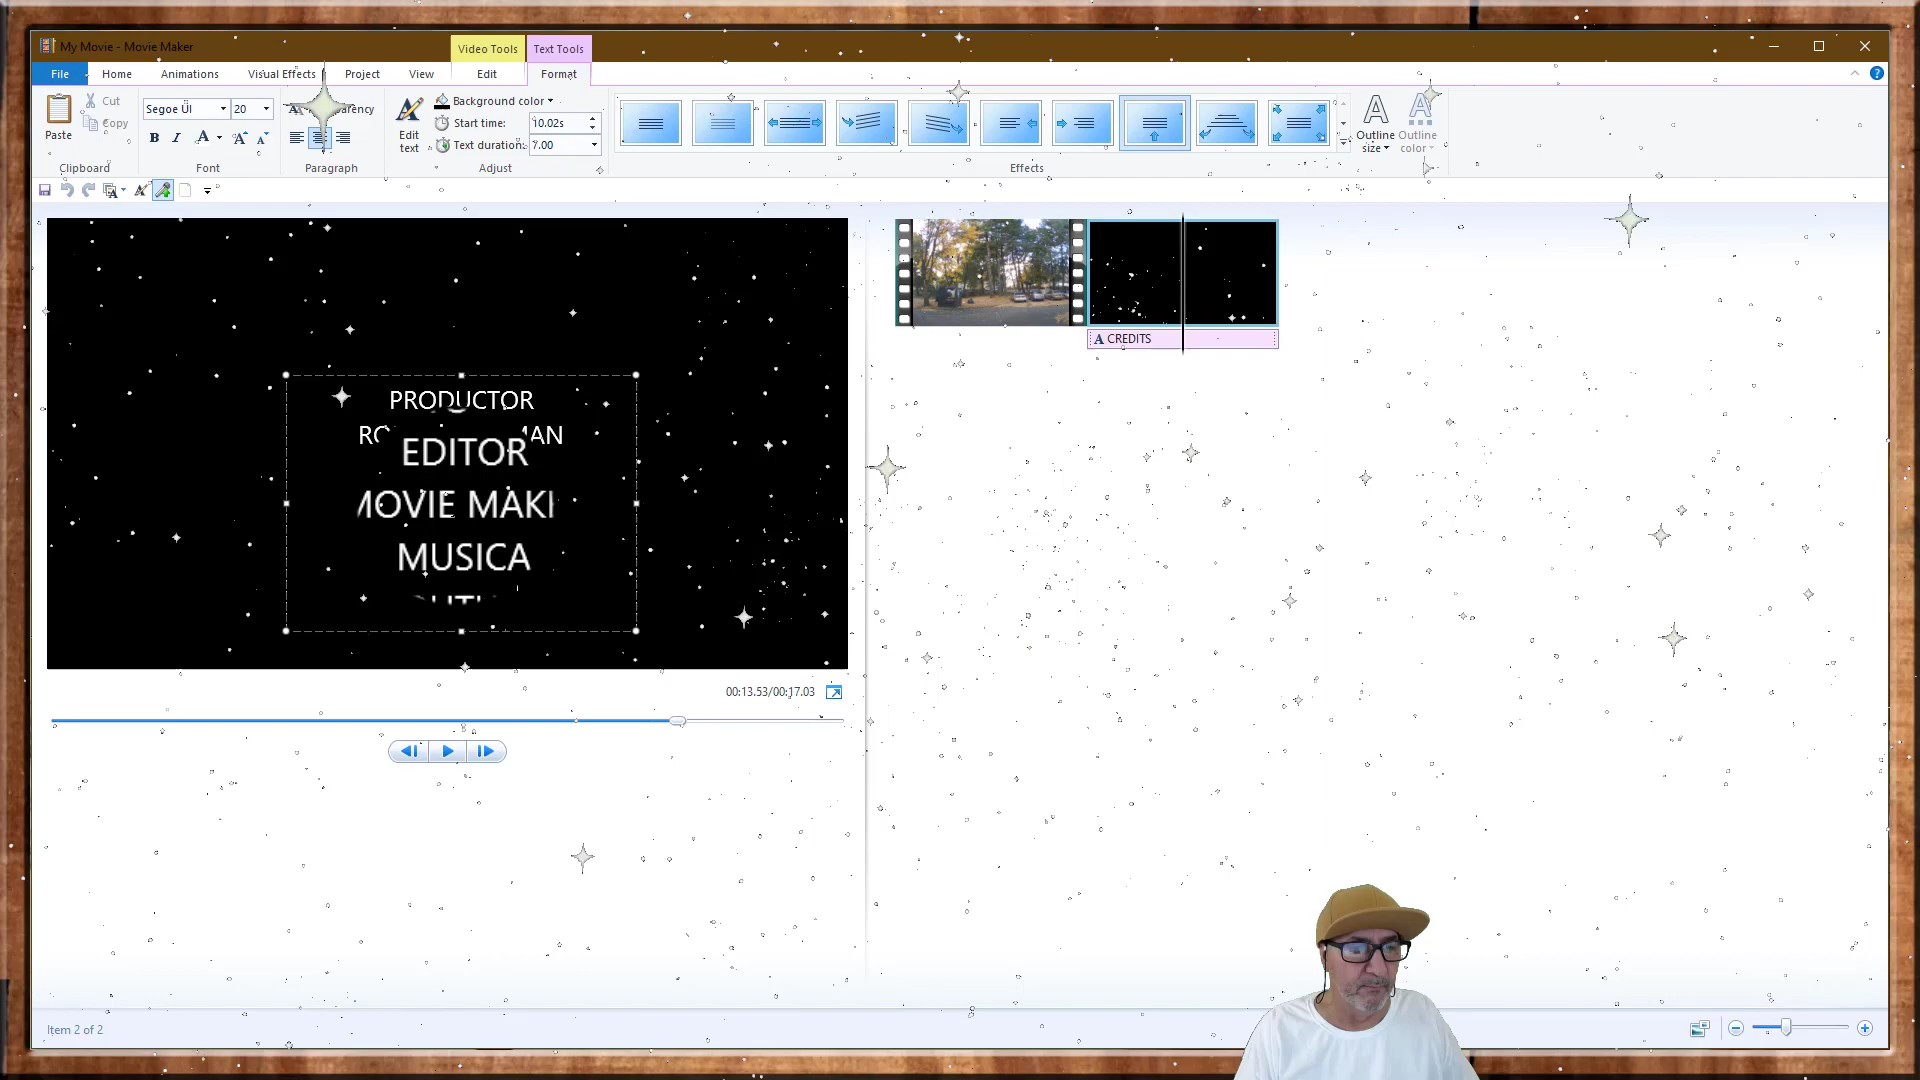 My Movie - Movie Maker
Video Tools
Text Tools
File
Home
Animations
Visual Effects
Project
View
Edit
Format
Paste
Cut
Copy
Clipboard
Segoe UI
20
Font
Paragraph
Edit
text
Background color
Start time:
10.02s
Text duration:
7.00
Adjust
Effects
Outline
size
Outline
color
PRODUCTOR
EDITOR
MUSICA
00:13.53/00:17.03
CREDITS
Item 2 of 2